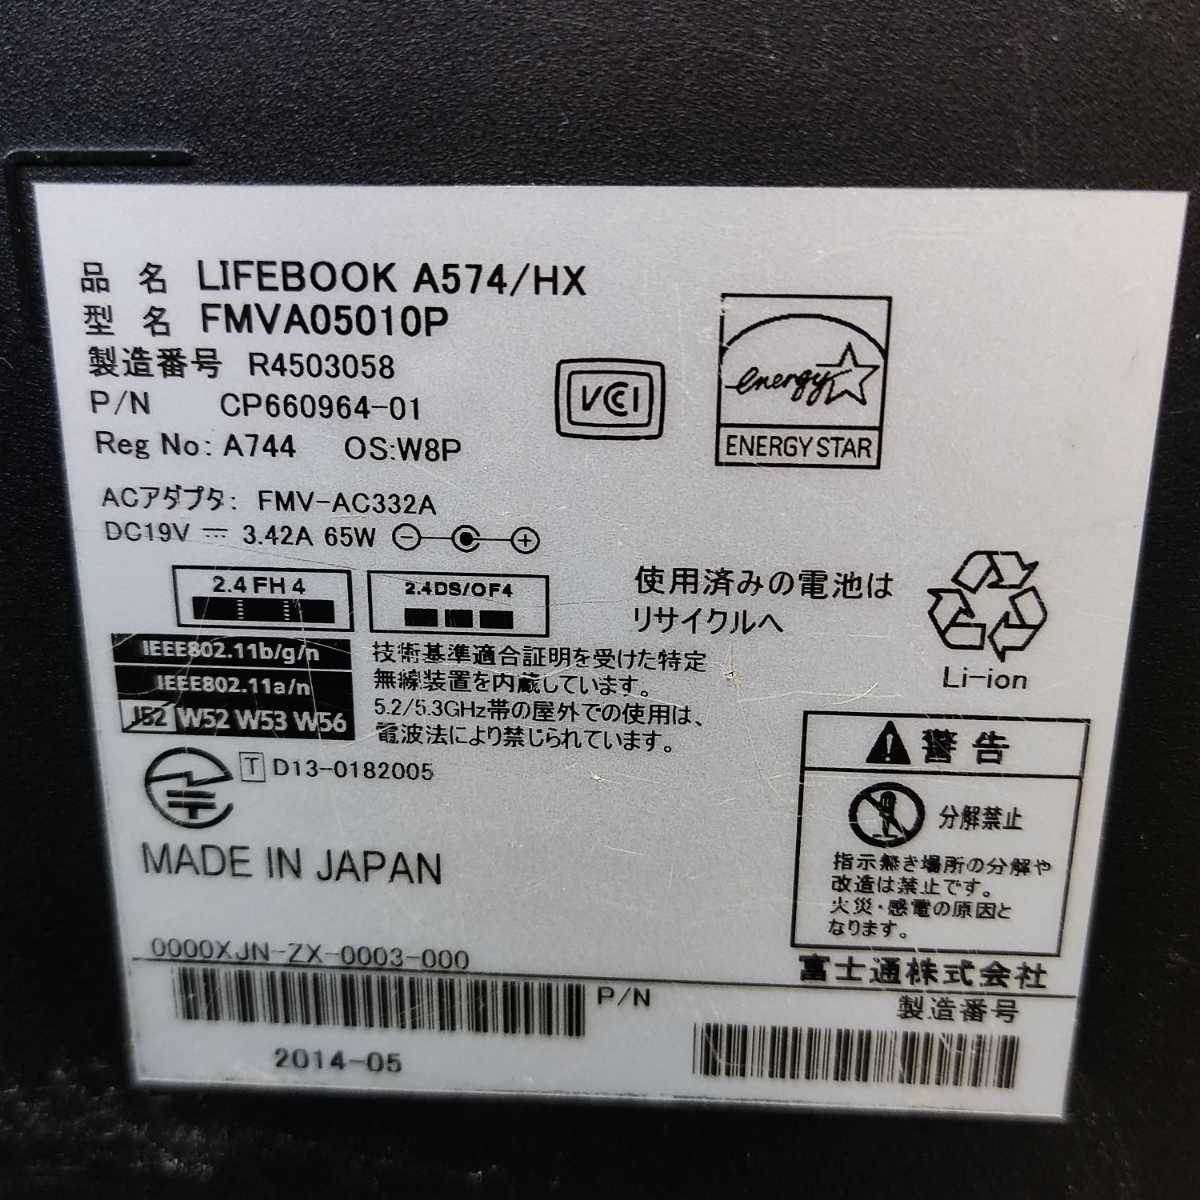 品 名 LIFEBOOK A574/HX
型 名 FMVA05010P
製造番号 R4503058
P/N CP660964-01
Reg No: A744 OS:W8P
VCCI
energy
ENERGY STAR
ACアダプタ: FMV-AC332A
DC19V ⎓ 3.42A 65W
2.4 FH 4
2.4DS/OF4
IEEE802.11b/g/n
IEEE802.11a/n
J52 W52 W53 W56
技術基準適合証明を受けた特定
無線装置を内蔵しています。
5.2/5.3GHz帯の屋外での使用は、
電波法により禁じられています。
使用済みの電池は
リサイクルへ
Li-ion
T D13-0182005
MADE IN JAPAN
警告
分解禁止
指示無き場所の分解や
改造は禁止です。
火災・感電の原因と
なります。
0000XJN-ZX-0003-000
富士通株式会社
P/N
製造番号
2014-05